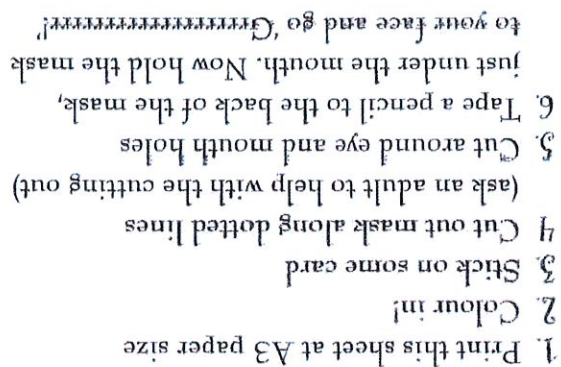 1. Print this sheet at A3 paper size
2. Colour in!
3. Stick on some card
4 Cut out mask along dotted lines
(ask an adult to help with the cutting out)
5. Cut around eye and mouth holes
6. Tape a pencil to the back of the mask,
just under the mouth. Now hold the mask
to your face and go 'Grrrrrrrrrrrrrrrrrrrrr!'